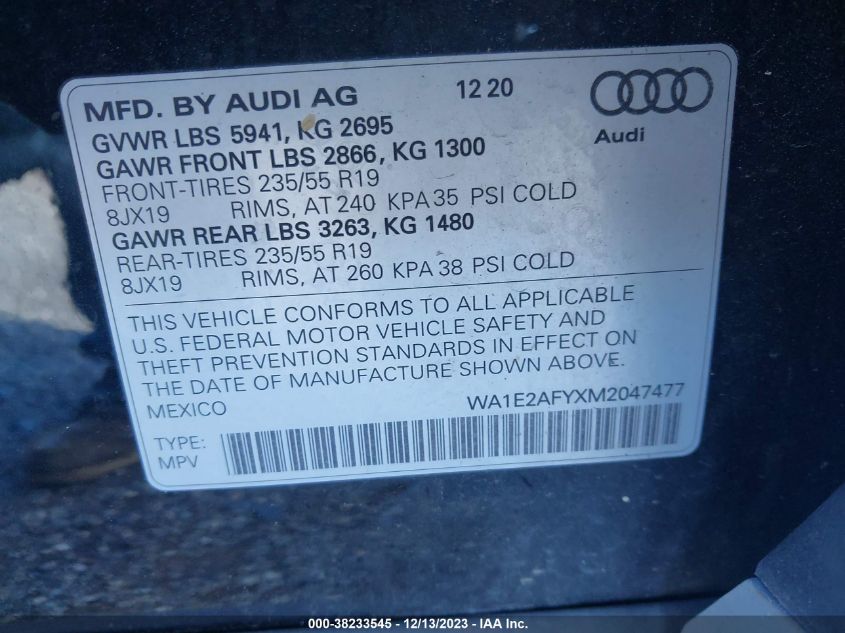 MFD. BY AUDI AG 12 20
GVWR LBS 5941, KG 2695
Audi
GAWR FRONT LBS 2866, KG 1300
FRONT-TIRES 235/55 R19
8JX19 RIMS, AT 240 KPA 35 PSI COLD
GAWR REAR LBS 3263, KG 1480
REAR-TIRES 235/55 R19
8JX19 RIMS, AT 260 KPA 38 PSI COLD
THIS VEHICLE CONFORMS TO ALL APPLICABLE
U.S. FEDERAL MOTOR VEHICLE SAFETY AND
THEFT PREVENTION STANDARDS IN EFFECT ON
THE DATE OF MANUFACTURE SHOWN ABOVE.
MEXICO WA1E2AFYXM2047477
TYPE:
MPV
000-38233545 - 12/13/2023 - IAA Inc.